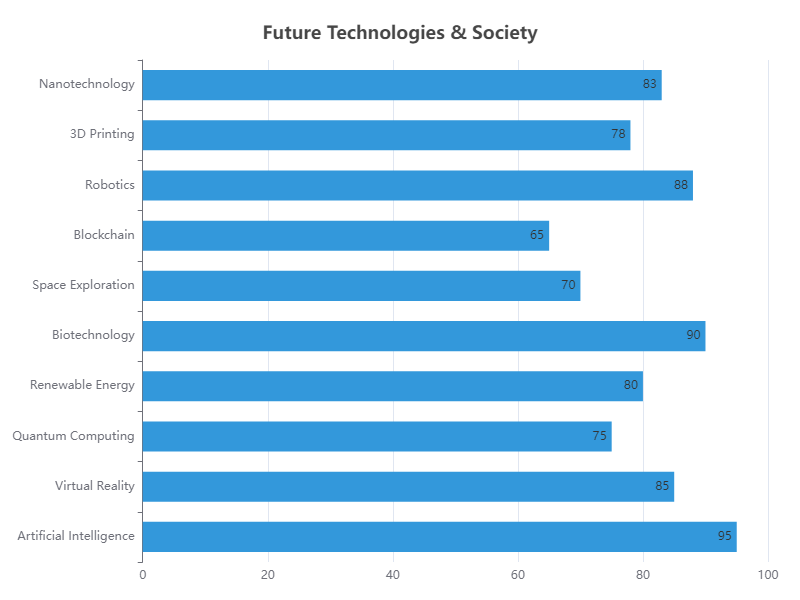 Future Technologies & Society
Nanotechnology 83
3D Printing 78
Robotics 88
Blockchain 65
Space Exploration 70
Biotechnology 90
Renewable Energy 80
Quantum Computing 75
Virtual Reality 85
Artificial Intelligence 95
0 20 40 60 80 100